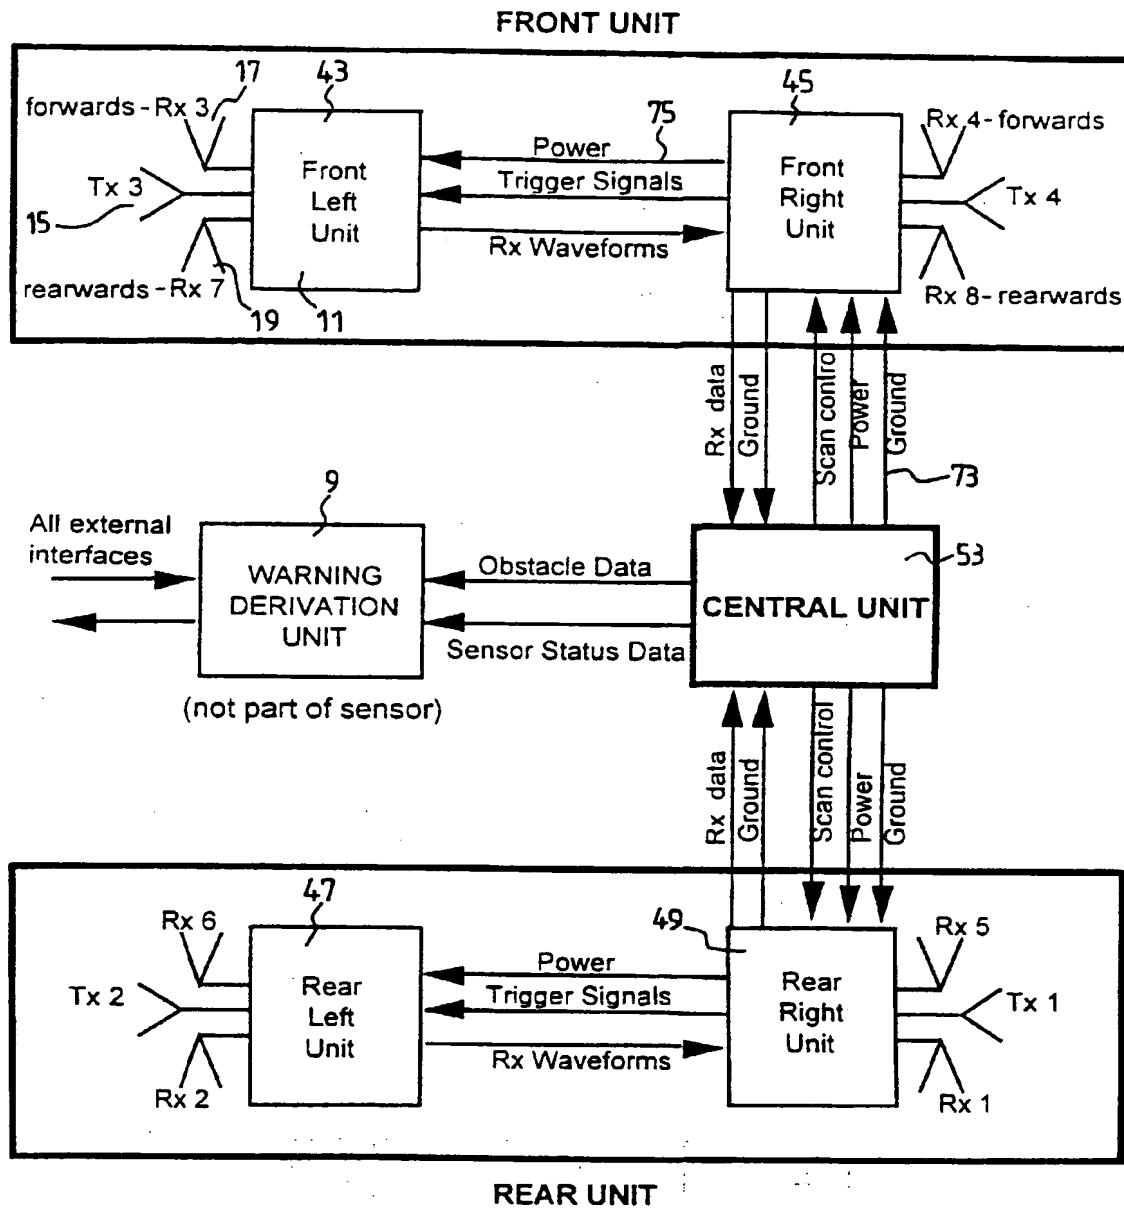 FRONT UNIT
17
43
75
45
forwards - Rx 3
Rx 4 - forwards
Power
Front
Left
Unit
Front
Right
Unit
Trigger Signals
Tx 3
Tx 4
15
Rx Waveforms
rearwards - Rx 7
Rx 8 - rearwards
19
11
Rx data
Ground
Scan control
Power
Ground
73
9
All external
interfaces
WARNING
DERIVATION
UNIT
Obstacle Data
53
CENTRAL UNIT
Sensor Status Data
(not part of sensor)
Rx data
Ground
Scan control
Power
Ground
47
49
Rx 6
Rx 5
Power
Rear
Left
Unit
Rear
Right
Unit
Tx 2
Trigger Signals
Tx 1
Rx Waveforms
Rx 2
Rx 1
REAR UNIT